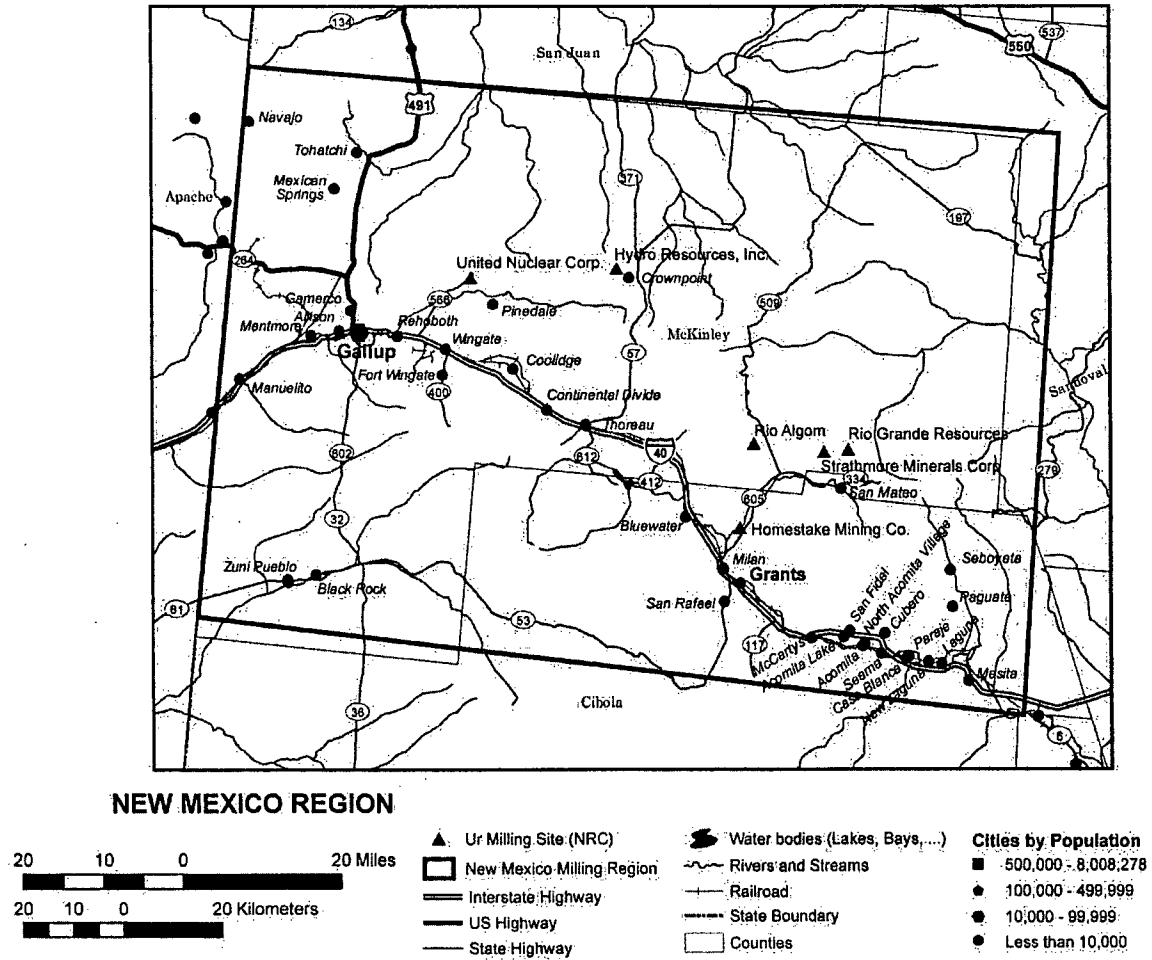 134
San Juan
550
537
491
Navajo
Tohatchi
Mexican
Springs
371
Apache
197
264
United Nuclear Corp.
Hydro Resources, Inc.
Crownpoint
Gamerco
566
Pinedale
509
Allison
Mentmore
Rehoboth
McKinley
Gallup
Wingate
57
Coolidge
Fort Wingate
Sandoval
Manuelito
400
Continental Divide
Thoreau
Rio Algom
Rio Grande Resources
602
612
40
Strathmore Minerals Corp
279
412
334
San Mateo
605
32
Bluewater
Homestake Mining Co.
Milan
Seboyeta
Zuni Pueblo
Black Rock
Grants
San Rafael
San Fidal
North Acomita Village
Cubero
Paguate
61
53
117
McCartys
Acomita Lake
Acomita
Seama
Casa Blanca
New Laguna
Paraje
Laguna
Mesita
Cibola
36
6
NEW MEXICO REGION
20 10 0 20 Miles
20 10 0 20 Kilometers
Ur Milling Site (NRC)
New Mexico Milling Region
Interstate Highway
US Highway
State Highway
Water bodies (Lakes, Bays,....)
Rivers and Streams
Railroad
State Boundary
Counties
Cities by Population
500,000 - 8,008,278
100,000 - 499,999
10,000 - 99,999
Less than 10,000